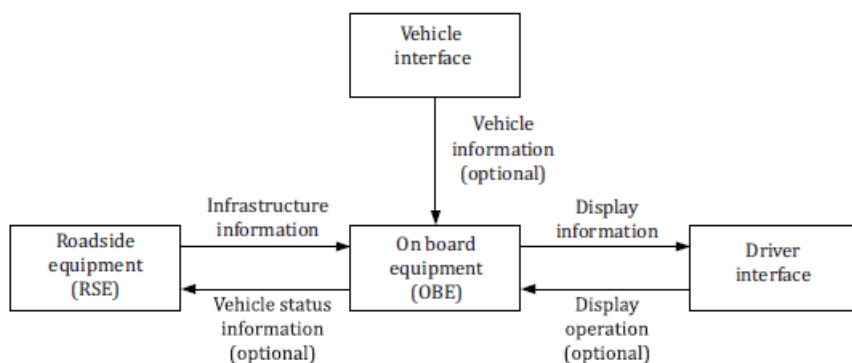 Vehicle
interface
Vehicle
information
(optional)
Infrastructure
information
Display
information
Roadside
equipment
(RSE)
On board
equipment
(OBE)
Driver
interface
Vehicle status
information
(optional)
Display
operation
(optional)